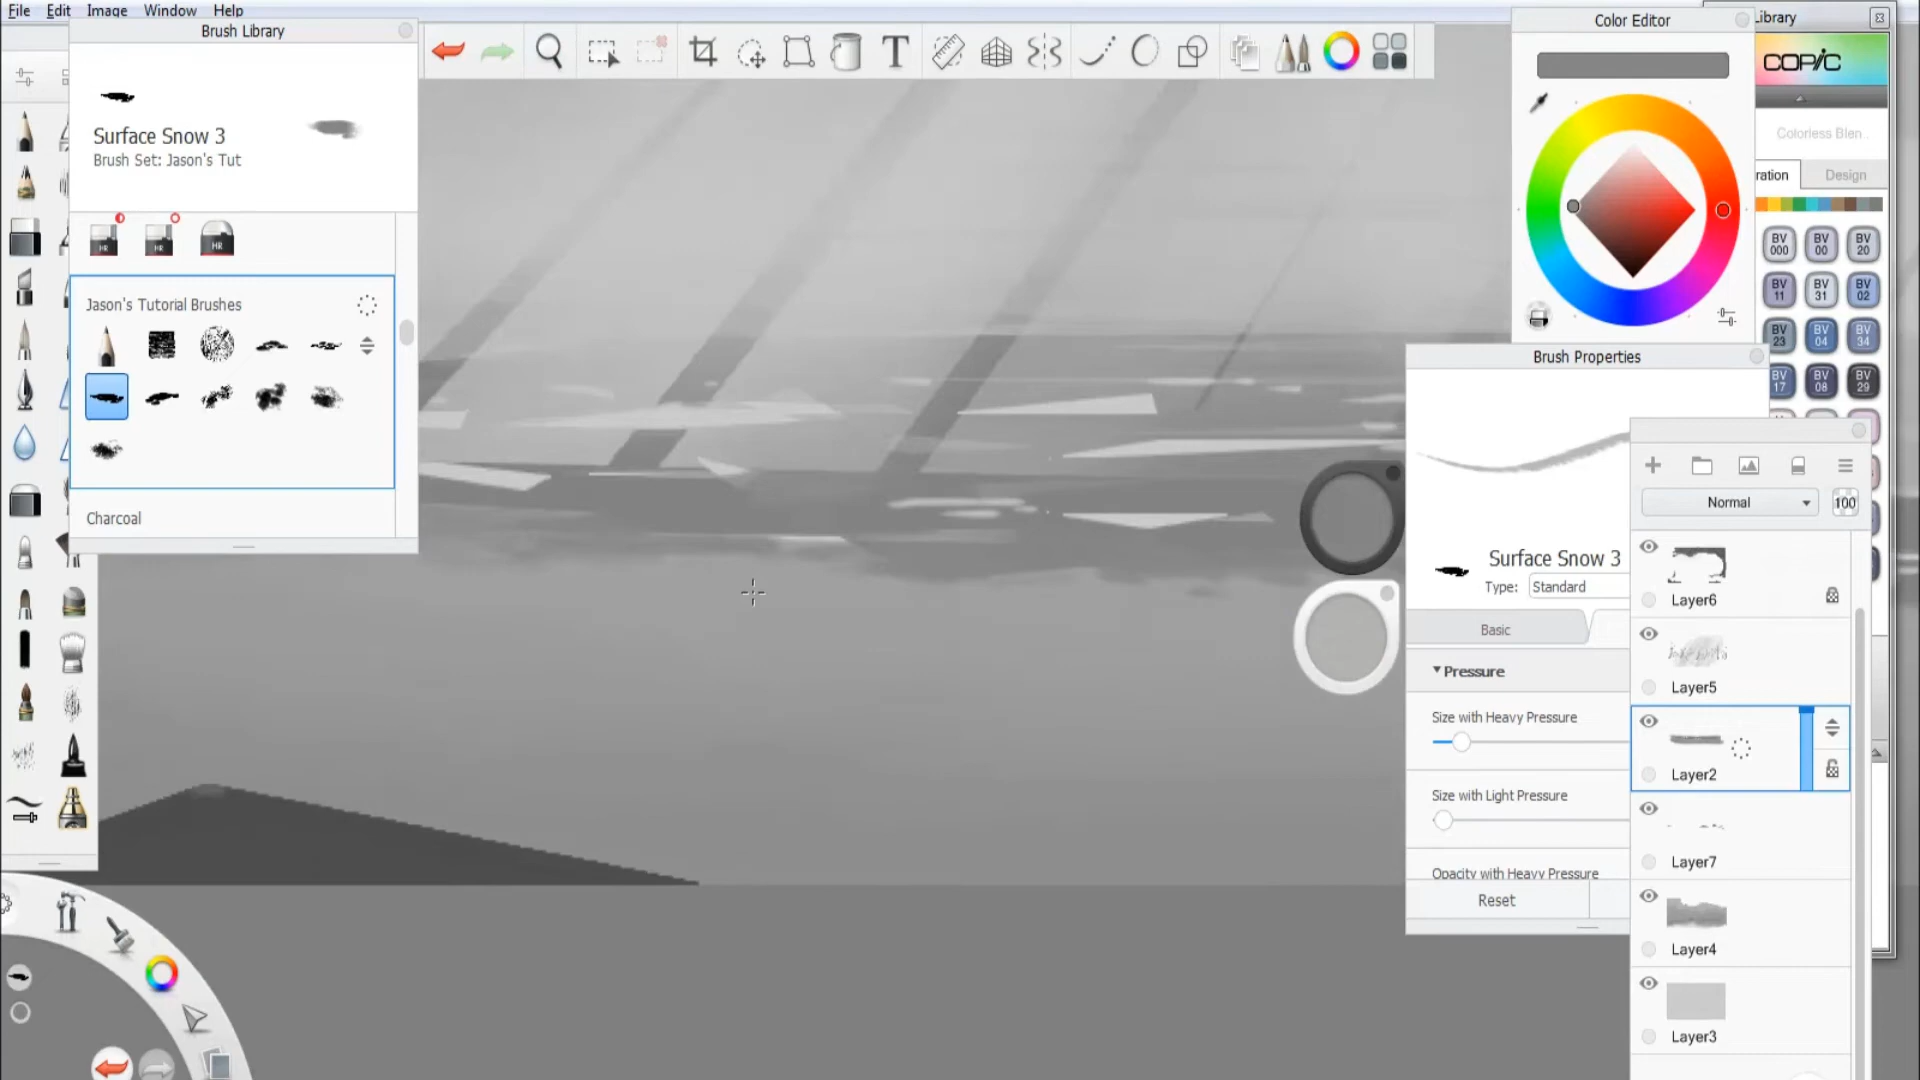 File Edit Image Window Help
Brush Library
Surface Snow 3
Brush Set: Jason's Tut
HR HR HR
Jason's Tutorial Brushes
Charcoal
T
Color Editor
Library
COPIC
Colorless Blen..
ration Design
BV 000 BV 00 BV 20
BV 11 BV 31 BV 02
BV 23 BV 04 BV 34
BV 17 BV 08 BV 29
Brush Properties
Surface Snow 3
Type: Standard
Basic
Pressure
Size with Heavy Pressure
Size with Light Pressure
Opacity with Heavy Pressure
Reset
Normal 100
Layer6
Layer5
Layer2
Layer7
Layer4
Layer3